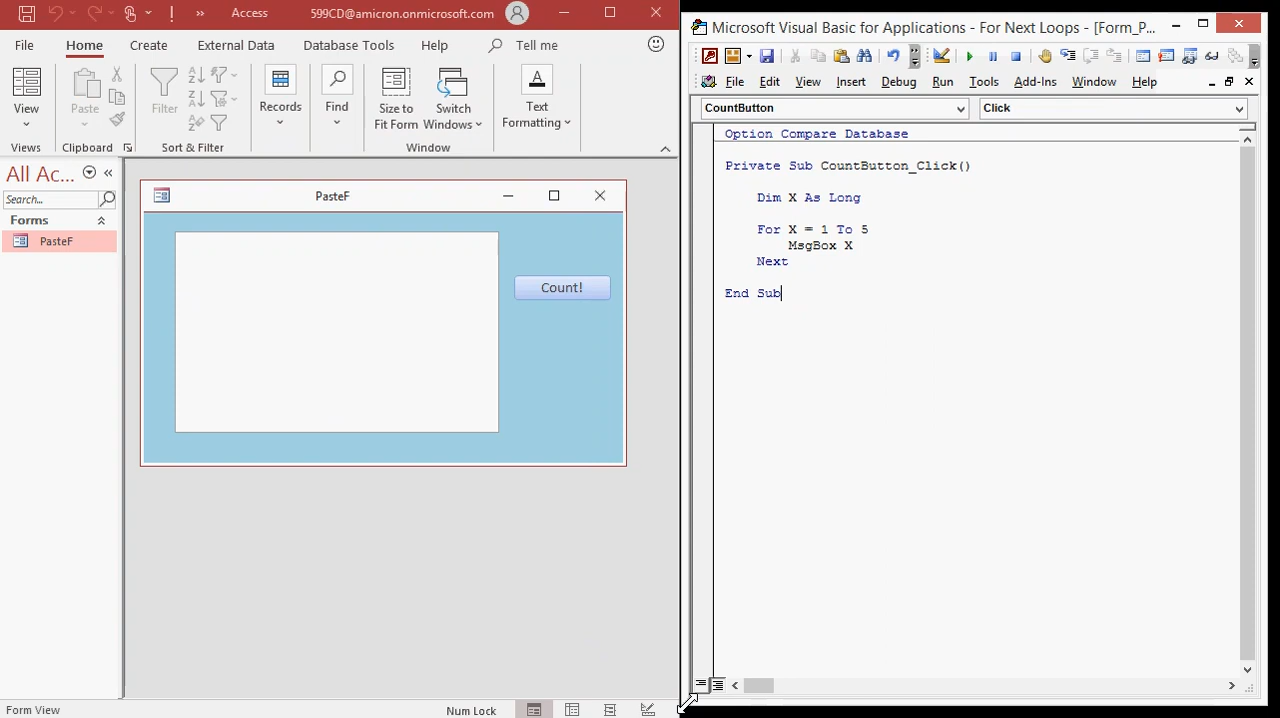 Access
599CD@amicron.onmicrosoft.com
File Home Create External Data Database Tools Help Tell me
View
Views
Paste
Clipboard
Filter
Sort & Filter
Records
Find
Size to Fit Form
Switch Windows
Window
Text Formatting
All Ac...
Search...
Forms
PasteF
PasteF
Count!
Form View
Num Lock
Microsoft Visual Basic for Applications - For Next Loops - [Form_P...
File Edit View Insert Debug Run Tools Add-Ins Window Help
CountButton
Click
Option Compare Database
Private Sub CountButton_Click()
Dim X As Long
For X = 1 To 5
MsgBox X
Next
End Sub